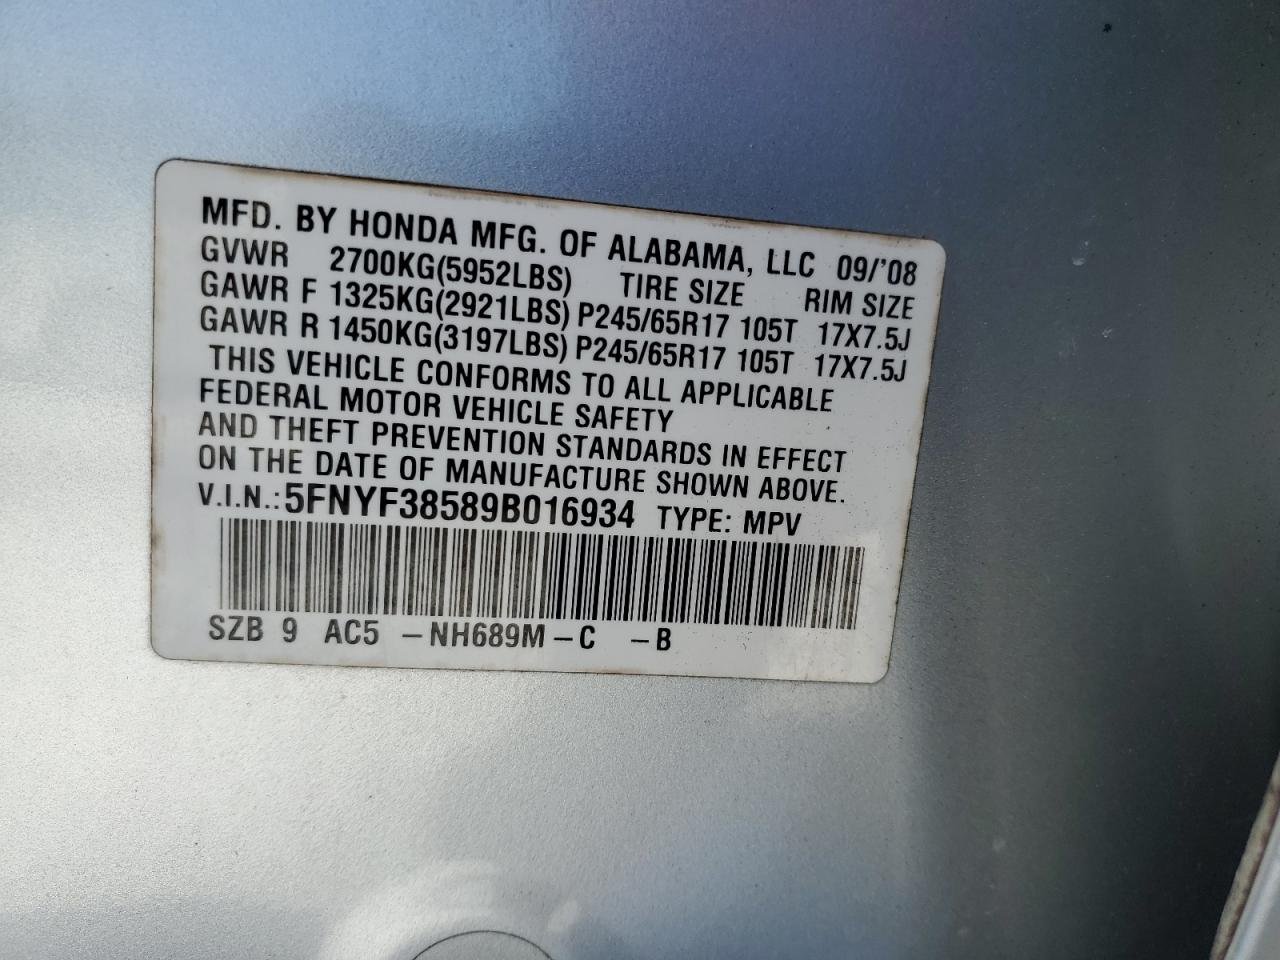 MFD. BY HONDA MFG. OF ALABAMA, LLC 09/'08
GVWR 2700KG(5952LBS) TIRE SIZE RIM SIZE
GAWR F 1325KG(2921LBS) P245/65R17 105T 17X7.5J
GAWR R 1450KG(3197LBS) P245/65R17 105T 17X7.5J
THIS VEHICLE CONFORMS TO ALL APPLICABLE
FEDERAL MOTOR VEHICLE SAFETY
AND THEFT PREVENTION STANDARDS IN EFFECT
ON THE DATE OF MANUFACTURE SHOWN ABOVE.
V.I.N.: 5FNYF38589B016934 TYPE: MPV
SZB 9 AC5 -NH689M-C -B